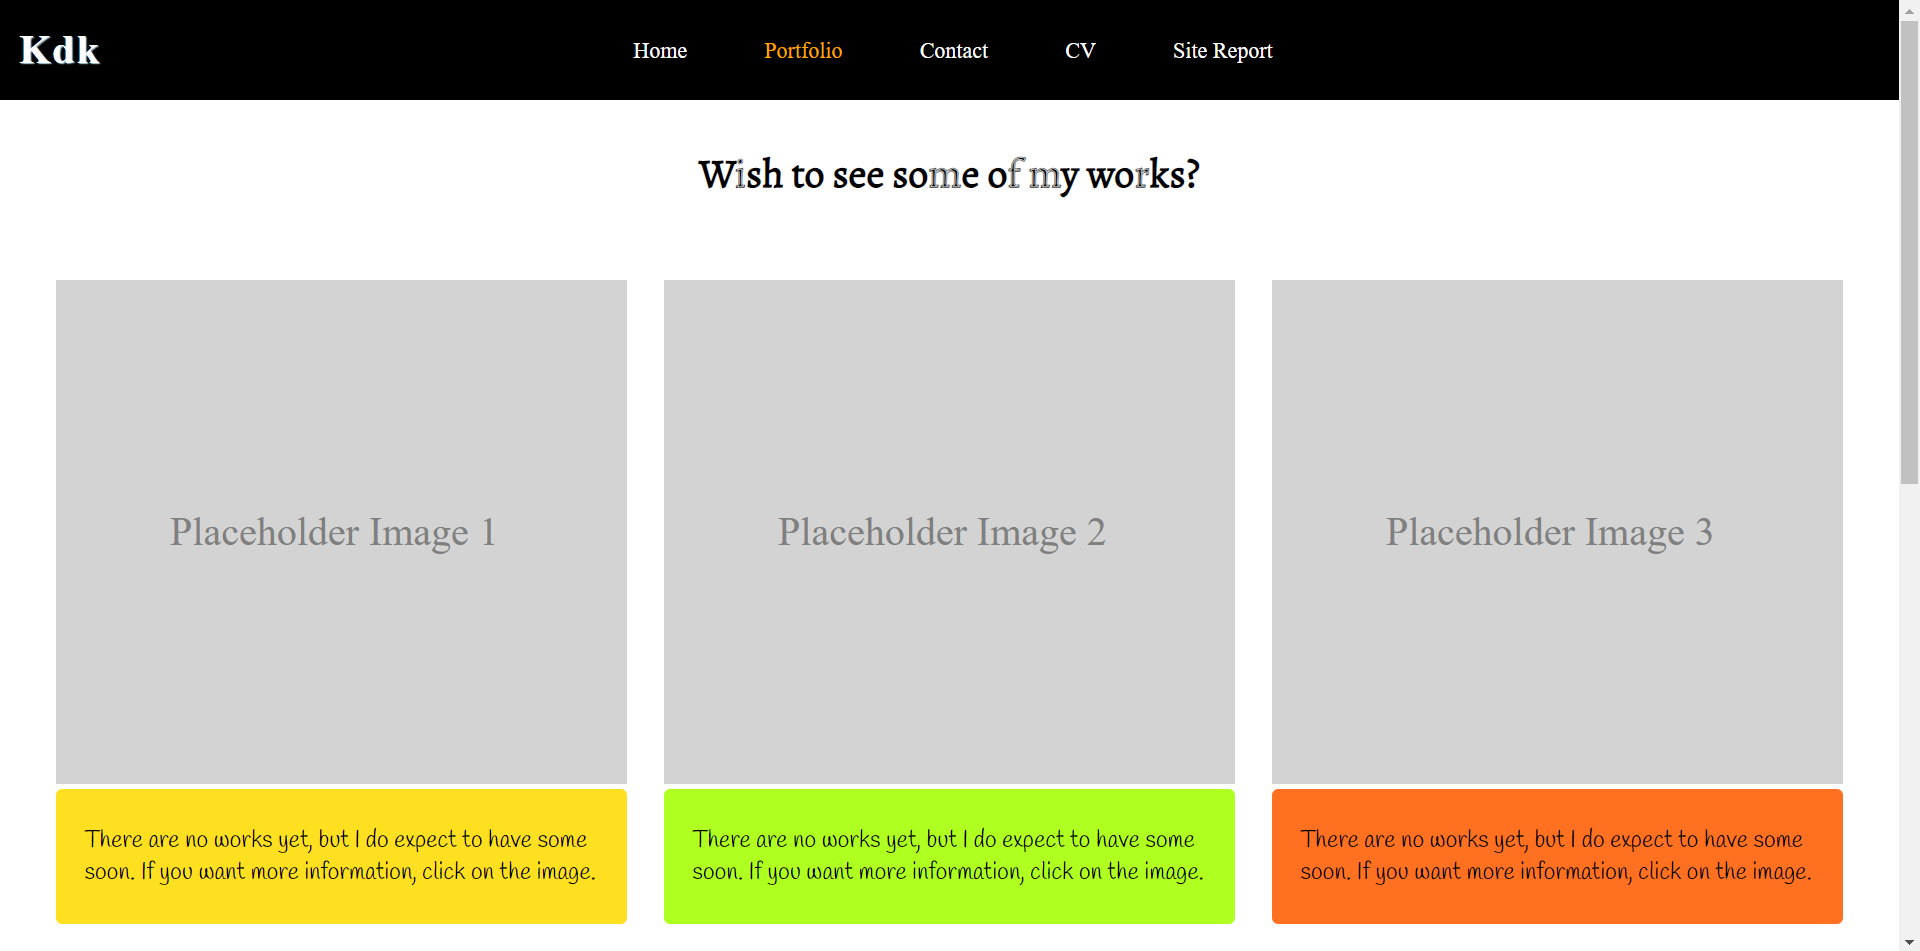 Kdk
Home Portfolio Contact CV Site Report
Wish to see some of my works?
Placeholder Image 1
Placeholder Image 2
Placeholder Image 3
There are no works yet, but I do expect to have some
soon. If you want more information, click on the image.
There are no works yet, but I do expect to have some
soon. If you want more information, click on the image.
There are no works yet, but I do expect to have some
soon. If you want more information, click on the image.